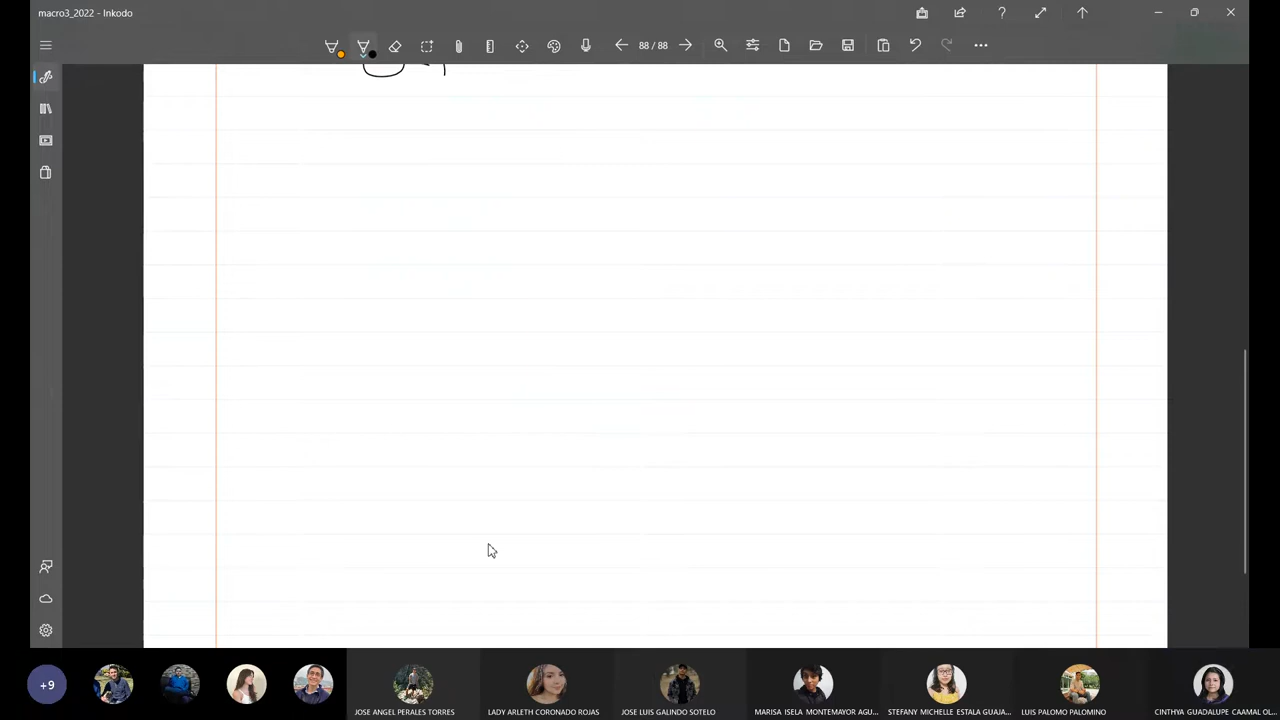 macro3_2022 - Inkodo
88 / 88
+9
JOSE ANGEL PERALES TORRES
LADY ARLETH CORONADO ROJAS
JOSE LUIS GALINDO SOTELO
MARISA ISELA MONTEMAYOR AGU...
STEFANY MICHELLE ESTALA GUAJA...
LUIS PALOMO PALOMINO
CINTHYA GUADALUPE CAAMAL OL...